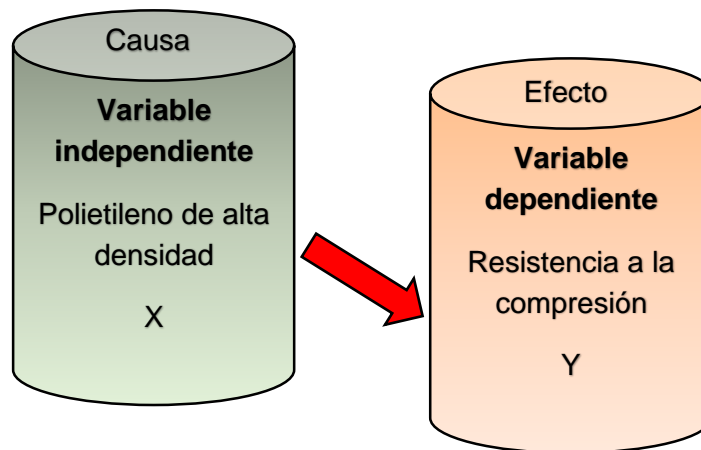 Causa
Variable
independiente
Polietileno de alta
densidad
X
Efecto
Variable
dependiente
Resistencia a la
compresión
Y